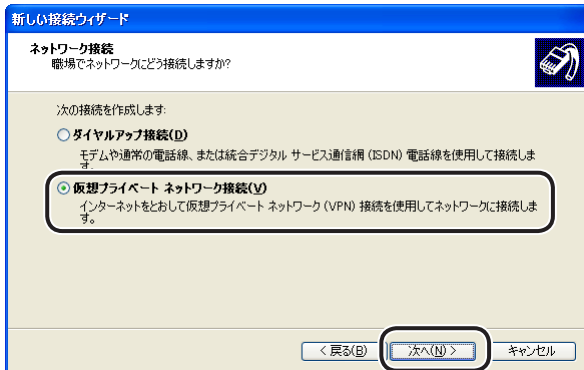 新しい接続ウィザード
ネットワーク接続
職場でネットワークにどう接続しますか?
次の接続を作成します:
ダイヤルアップ接続(D)
モデムや通常の電話線、または統合デジタル サービス通信網 (ISDN) 電話線を使用して接続しま
す。
仮想プライベート ネットワーク接続(V)
インターネットをとおして仮想プライベート ネットワーク (VPN) 接続を使用してネットワークに接続しま
す。
< 戻る(B) 次へ(N) > キャンセル